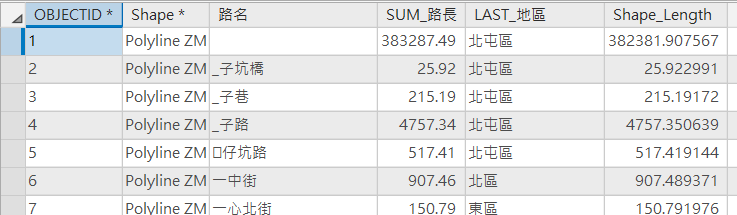 OBJECTID * Shape * 路名 SUM_路長 LAST_地區 Shape_Length
1 Polyline ZM 383287.49 北屯區 382381.907567
2 Polyline ZM _子坑橋 25.92 北屯區 25.922991
3 Polyline ZM _子巷 215.19 北屯區 215.19172
4 Polyline ZM _子路 4757.34 北屯區 4757.350639
5 Polyline ZM 仔坑路 517.41 北屯區 517.419144
6 Polyline ZM 一中街 907.46 北區 907.489371
7 Polyline ZM 一心北街 150.79 東區 150.791976